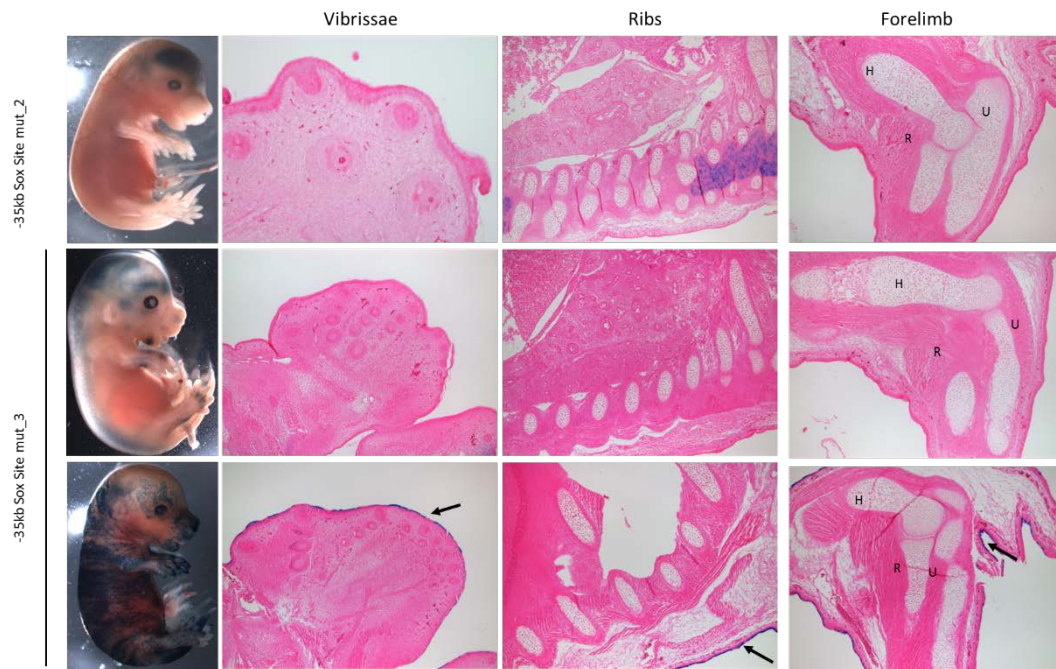 Vibrissae Ribs Forelimb
-35kb Sox Site mut_2
H
U
R
-35kb Sox Site mut_3
H
U
R
H
R
U